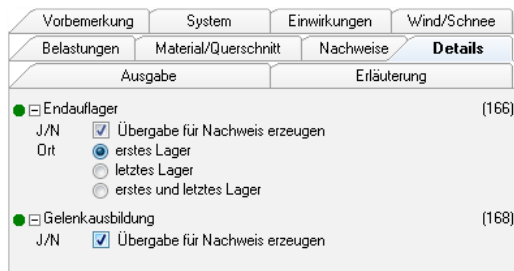 Vorbemerkung System Einwirkungen Wind/Schnee
Belastungen Material/Querschnitt Nachweise Details
Ausgabe Erläuterung
Endauflager (166)
J/N Übergabe für Nachweis erzeugen
Ort erstes Lager
letztes Lager
erstes und letztes Lager
Gelenkausbildung (168)
J/N Übergabe für Nachweis erzeugen